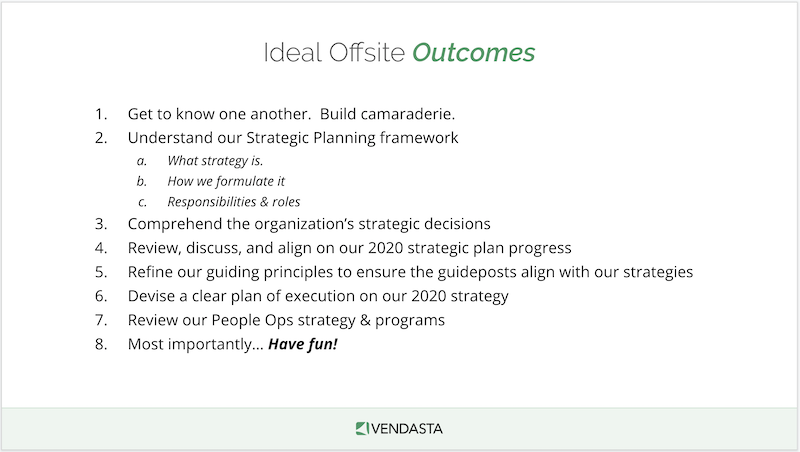 Ideal Offsite Outcomes
1. Get to know one another. Build camaraderie.
2. Understand our Strategic Planning framework
a. What strategy is.
b. How we formulate it
c. Responsibilities & roles
3. Comprehend the organization's strategic decisions
4. Review, discuss, and align on our 2020 strategic plan progress
5. Refine our guiding principles to ensure the guideposts align with our strategies
6. Devise a clear plan of execution on our 2020 strategy
7. Review our People Ops strategy & programs
8. Most importantly... Have fun!
VENDASTA